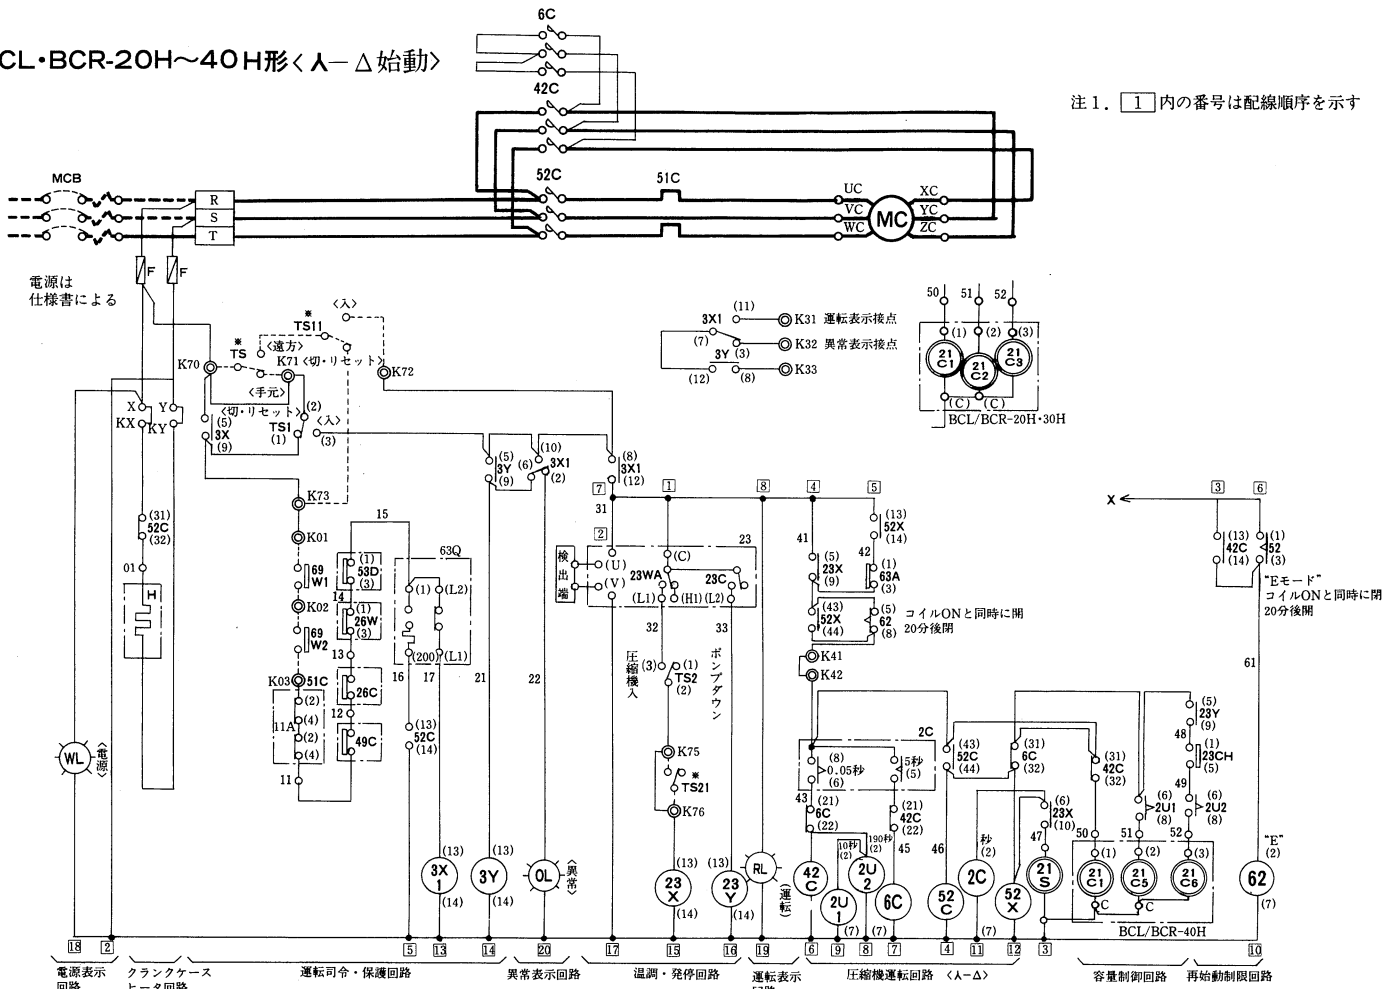 CL・BCR-20H～40H形〈人－△始動〉
注1. 1 内の番号は配線順序を示す
6C
42C
52C
51C
MCB
R
S
T
UC
VC
WC
MC
XC
YC
ZC
F
F
電源は
仕様書による
〈入〉
※
TS11
〈遠方〉
※
TS
K70
K71
〈切・リセット〉
K72
〈手元〉
〈切・リセット〉
(2)
TS1
(1)
〈入〉
(3)
(5)
3X
(9)
X
Y
KX
KY
(11)
3X1
(7)
(3)
3Y
(12)
(8)
K31 運転表示接点
K32 異常表示接点
K33
50
51
52
(1)
(2)
(3)
21
C1
21
C2
21
C3
(C)
(C)
BCL/BCR-20H・30H
(5)
3Y
(9)
(10)
(6)
3X1
(2)
(8)
3X1
(12)
K73
K01
69
W1
K02
69
W2
K03
51C
(2)
(4)
11A
(2)
(4)
11
15
(1)
53D
(3)
14
(1)
26W
(3)
13
26C
12
49C
63Q
(1)
(L2)
(200)
(L1)
16
17
(13)
52C
(14)
21
22
(31)
52C
(32)
01
H
WL
〈電源〉
7
31
2
1
8
4
5
3
6
X
検出端
(U)
(V)
(C)
23
23WA
23C
(L1)
(H1)
(L2)
32
33
圧縮機入
ポンプダウン
(3)
(1)
TS2
(2)
K75
※
TS21
K76
41
(5)
23X
(9)
(13)
52X
(14)
42
(1)
63A
(3)
(43)
52X
(44)
(5)
62
(8)
コイルONと同時に開
20分後閉
K41
K42
(13)
42C
(14)
(1)
52
(3)
"Eモード"
コイルONと同時に閉
20分後開
61
2C
(8)
0.05秒
(6)
5秒
(5)
43
(21)
6C
(22)
(21)
42C
(22)
45
(43)
52C
(44)
(31)
6C
(32)
(31)
42C
(32)
46
秒
(2)
(6)
23X
(10)
47
(5)
23Y
(9)
48
(1)
23CH
(5)
49
(6)
2U1
(8)
(6)
2U2
(8)
50
51
52
10秒
(2)
190秒
(2)
(13)
3X
1
(14)
(13)
3Y
(14)
OL
〈異常〉
(13)
23
X
(14)
(13)
23
Y
(14)
RL
(運転)
42
C
2U
1
(7)
2U
2
(7)
6C
(7)
52
C
2C
(7)
52
X
21
S
(1)
21
C1
(2)
21
C5
(3)
21
C6
C
C
BCL/BCR-40H
"E"
(2)
62
(7)
18
2
5
13
14
20
17
15
16
19
6
9
8
7
4
11
12
3
10
電源表示
回路
クランクケース
ヒータ回路
運転司令・保護回路
異常表示回路
温調・発停回路
運転表示
圧縮機運転回路 〈人－△〉
容量制御回路
再始動制限回路